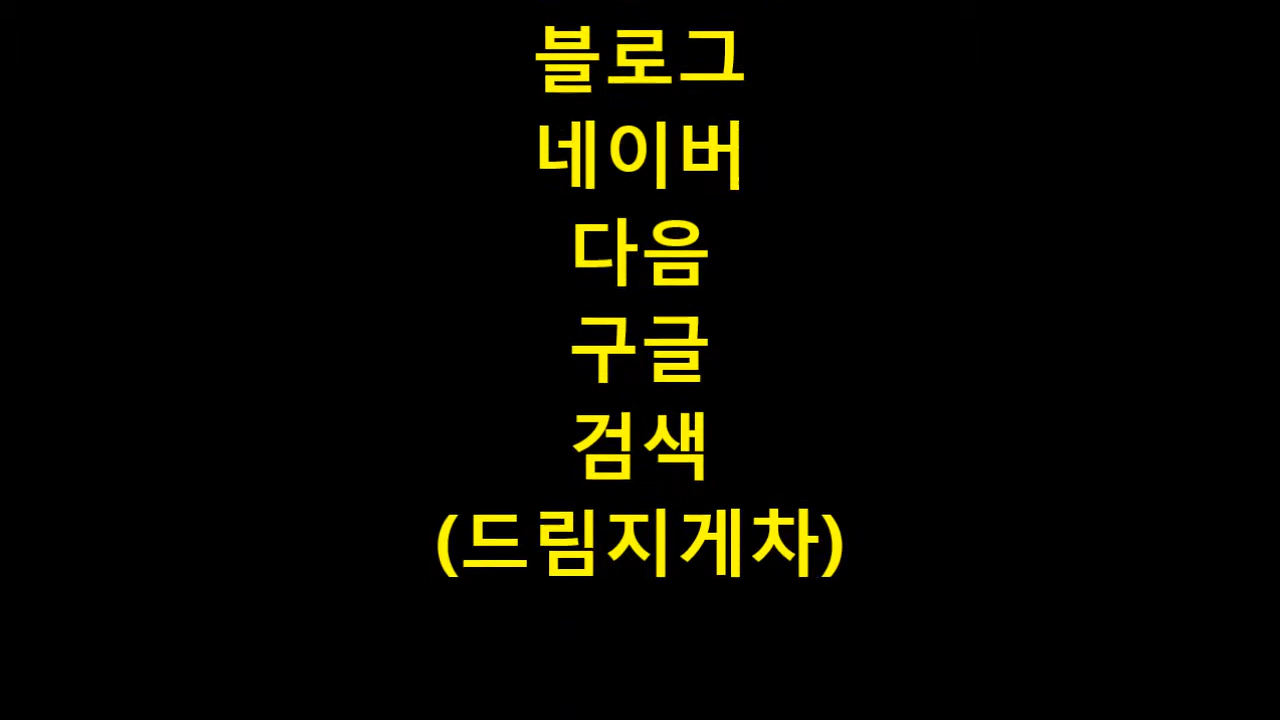 블로그
네이버
다음
구글
검색
(드림지게차)